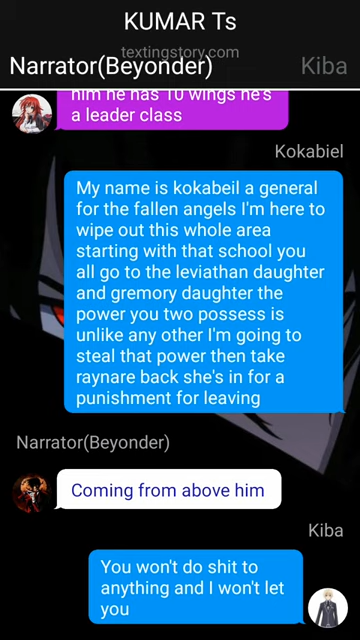 KUMAR Ts
textingstory.com
Narrator(Beyonder) Kiba
him he has 10 wings he's
a leader class
Kokabiel
My name is kokabeil a general
for the fallen angels I'm here to
wipe out this whole area
starting with that school you
all go to the leviathan daughter
and gremory daughter the
power you two possess is
unlike any other I'm going to
steal that power then take
raynare back she's in for a
punishment for leaving
Narrator(Beyonder)
Coming from above him
Kiba
You won't do shit to
anything and I won't let
you